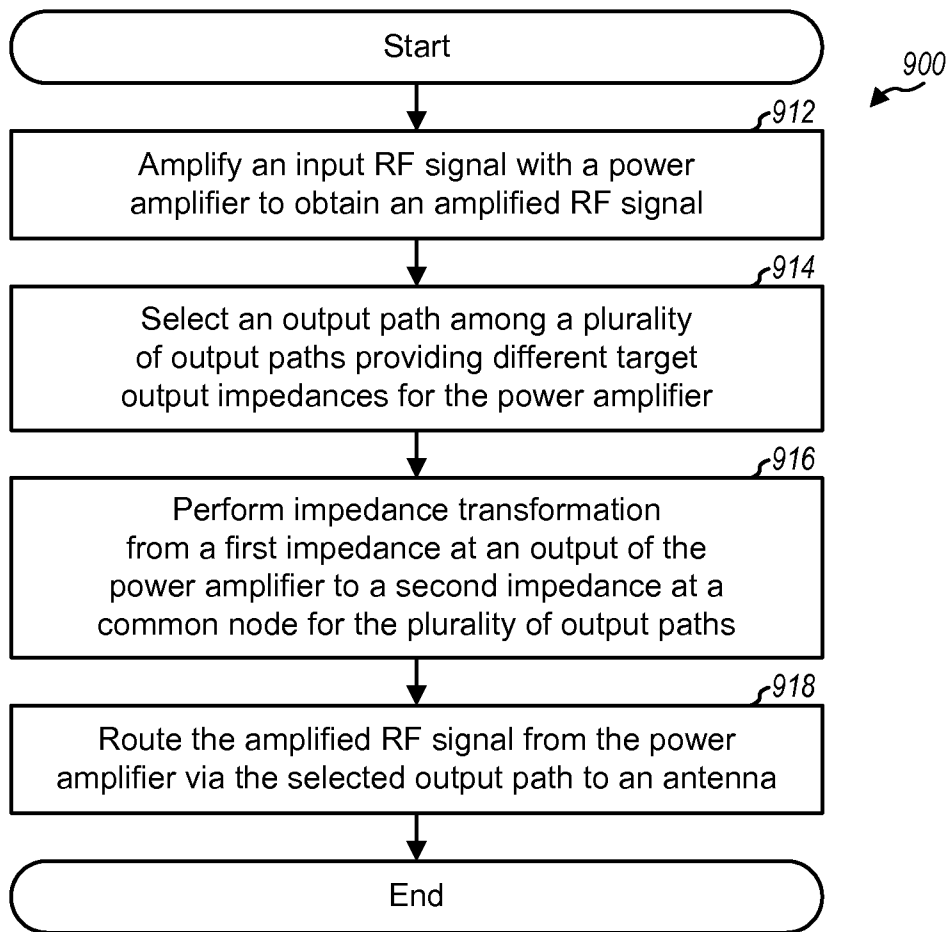 Start
900
912
Amplify an input RF signal with a power
amplifier to obtain an amplified RF signal
914
Select an output path among a plurality
of output paths providing different target
output impedances for the power amplifier
916
Perform impedance transformation
from a first impedance at an output of the
power amplifier to a second impedance at a
common node for the plurality of output paths
918
Route the amplified RF signal from the power
amplifier via the selected output path to an antenna
End